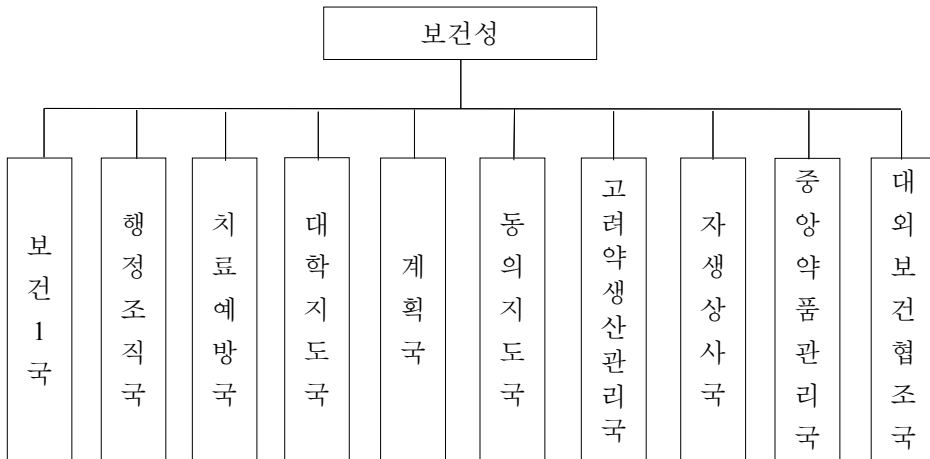 보건성
보건1국
행정조직국
치료예방국
대학지도국
계획국
동의지도국
고려약생산관리국
자생상사국
중앙약품관리국
대외보건협조국